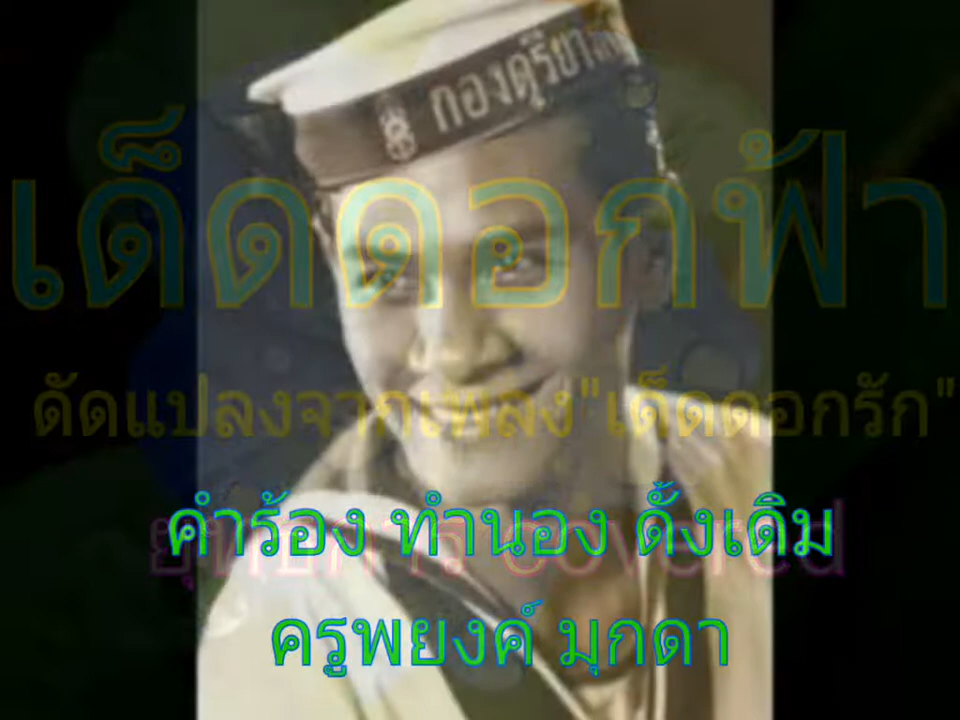 กองดุริยา
เด็ดดอกฟ้า
ดัดแปลงจากเพลง"เด็ดดอกรัก"
คำร้อง ทำนอง ดั้งเดิม
covered
ครูพยงค์ มุกดา